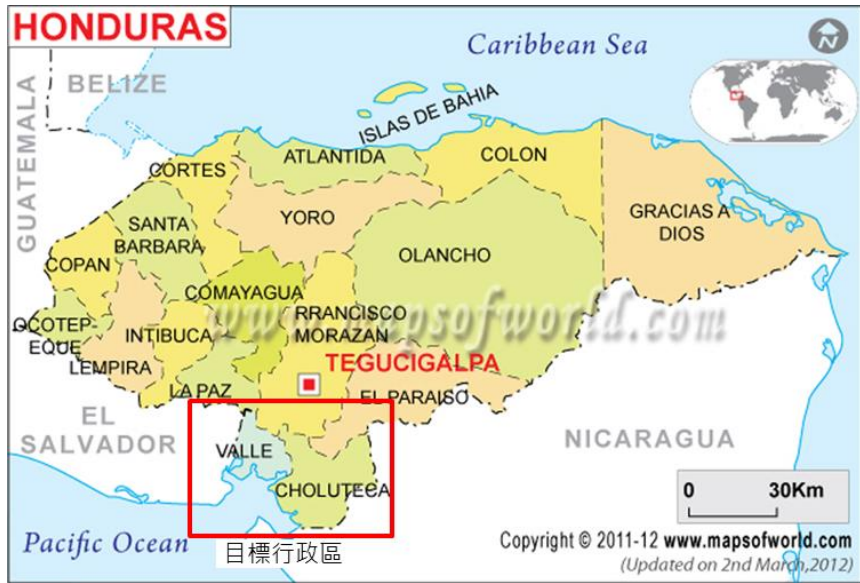 HONDURAS
Caribbean Sea
N
BELIZE
GUATEMALA
ISLAS DE BAHIA
ATLANTIDA
COLON
CORTES
YORO
GRACIAS A
DIOS
SANTA
BARBARA
OLANCHO
COPAN
COMAYAGUA
RRANCISCO
MORAZAN
www.mapsofworld.com
OCOTEP-
EQUE
INTIBUCA
LEMPIRA
TEGUCIGALPA
LA PAZ
EL PARAISO
EL
SALVADOR
VALLE
NICARAGUA
CHOLUTECA
0 30Km
Pacific Ocean
目標行政區
Copyright © 2011-12 www.mapsofworld.com
(Updated on 2nd March,2012)